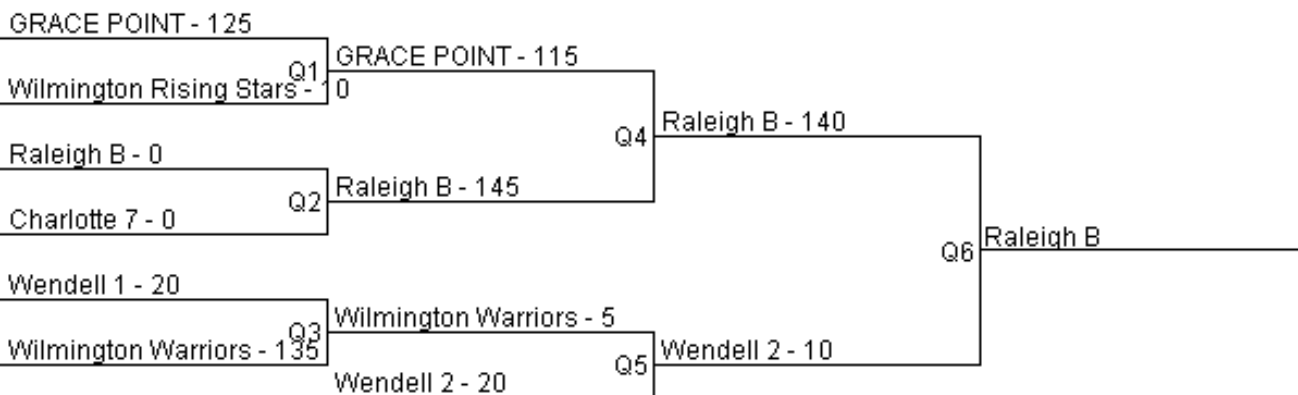 GRACE POINT - 125
Q1
GRACE POINT - 115
Wilmington Rising Stars - 10
Q4
Raleigh B - 140
Raleigh B - 0
Q2
Raleigh B - 145
Charlotte 7 - 0
Q6
Raleigh B
Wendell 1 - 20
Q3
Wilmington Warriors - 5
Wilmington Warriors - 135
Q5
Wendell 2 - 10
Wendell 2 - 20